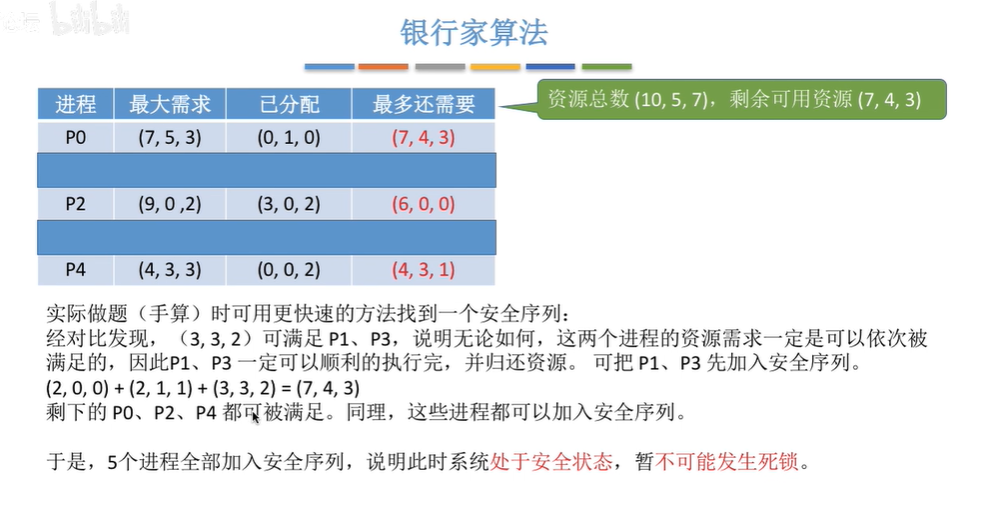 bilibili
银行家算法
进程 最大需求 已分配 最多还需要
资源总数 (10, 5, 7)，剩余可用资源 (7, 4, 3)
P0 (7, 5, 3) (0, 1, 0) (7, 4, 3)
P2 (9, 0 ,2) (3, 0, 2) (6, 0, 0)
P4 (4, 3, 3) (0, 0, 2) (4, 3, 1)
实际做题（手算）时可用更快速的方法找到一个安全序列：
经对比发现，（3, 3, 2）可满足 P1、P3，说明无论如何，这两个进程的资源需求一定是可以依次被
满足的，因此P1、P3 一定可以顺利的执行完，并归还资源。 可把 P1、P3 先加入安全序列。
(2, 0, 0) + (2, 1, 1) + (3, 3, 2) = (7, 4, 3)
剩下的 P0、P2、P4 都可被满足。同理，这些进程都可以加入安全序列。
于是，5个进程全部加入安全序列，说明此时系统处于安全状态，暂不可能发生死锁。